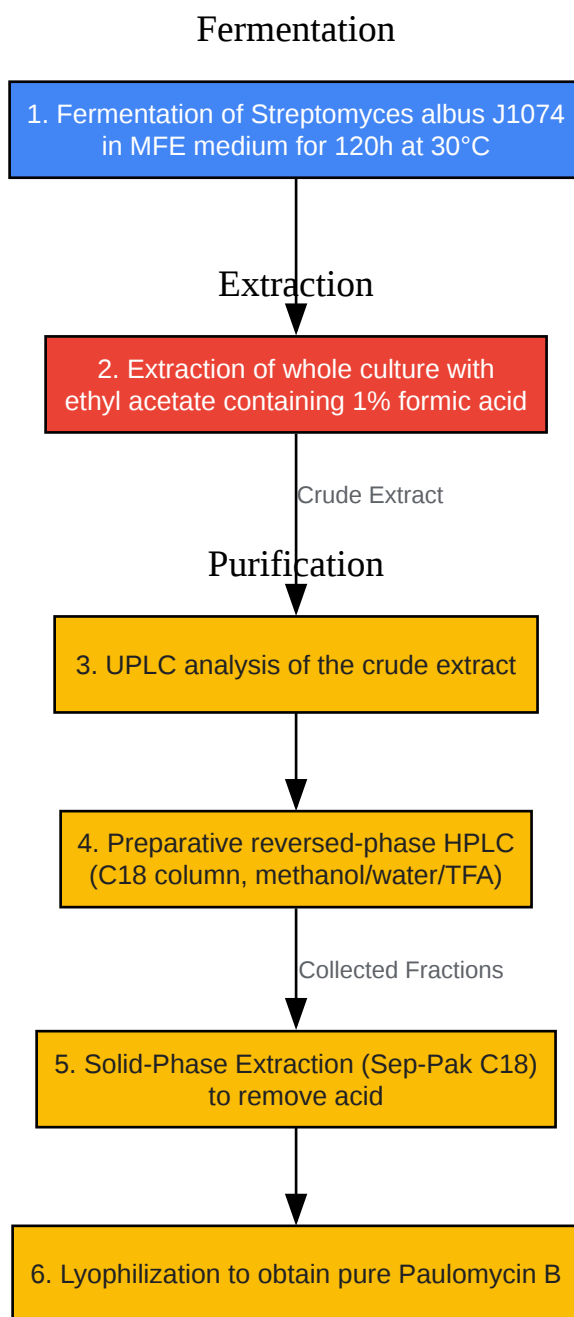 Fermentation
1. Fermentation of Streptomyces albus J1074
in MFE medium for 120h at 30°C
Extraction
2. Extraction of whole culture with
ethyl acetate containing 1% formic acid
Crude Extract
Purification
3. UPLC analysis of the crude extract
4. Preparative reversed-phase HPLC
(C18 column, methanol/water/TFA)
Collected Fractions
5. Solid-Phase Extraction (Sep-Pak C18)
to remove acid
6. Lyophilization to obtain pure Paulomycin B